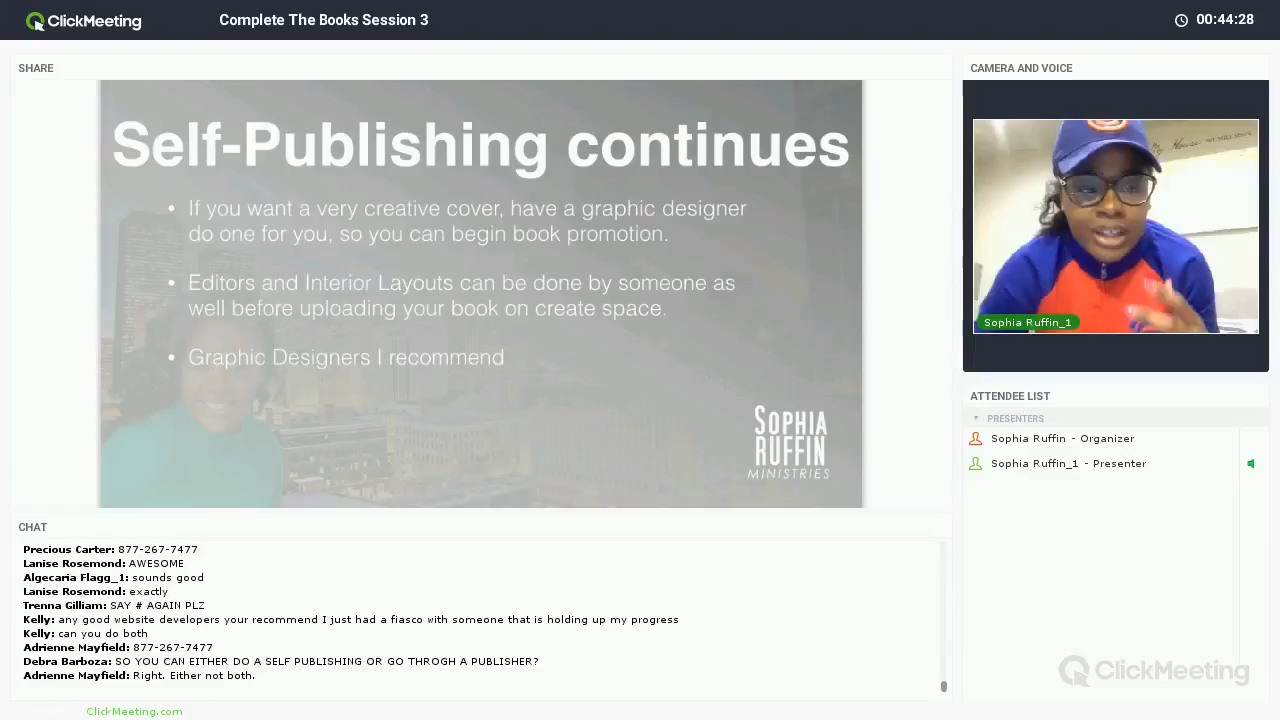 ClickMeeting
Complete The Books Session 3
00:44:28
SHARE
Self-Publishing continues
• If you want a very creative cover, have a graphic designer
do one for you, so you can begin book promotion.
• Editors and Interior Layouts can be done by someone as
well before uploading your book on create space.
• Graphic Designers I recommend
SOPHIA
RUFFIN
MINISTRIES
CAMERA AND VOICE
Sophia Ruffin_1
ATTENDEE LIST
PRESENTERS
Sophia Ruffin - Organizer
Sophia Ruffin_1 - Presenter
CHAT
Precious Carter: 877-267-7477
Lanise Rosemond: AWESOME
Algecaria Flagg_1: sounds good
Lanise Rosemond: exactly
Trenna Gilliam: SAY # AGAIN PLZ
Kelly: any good website developers your recommend I just had a fiasco with someone that is holding up my progress
Kelly: can you do both
Adrienne Mayfield: 877-267-7477
Debra Barboza: SO YOU CAN EITHER DO A SELF PUBLISHING OR GO THROGH A PUBLISHER?
Adrienne Mayfield: Right. Either not both.
ClickMeeting
ClickMeeting.com